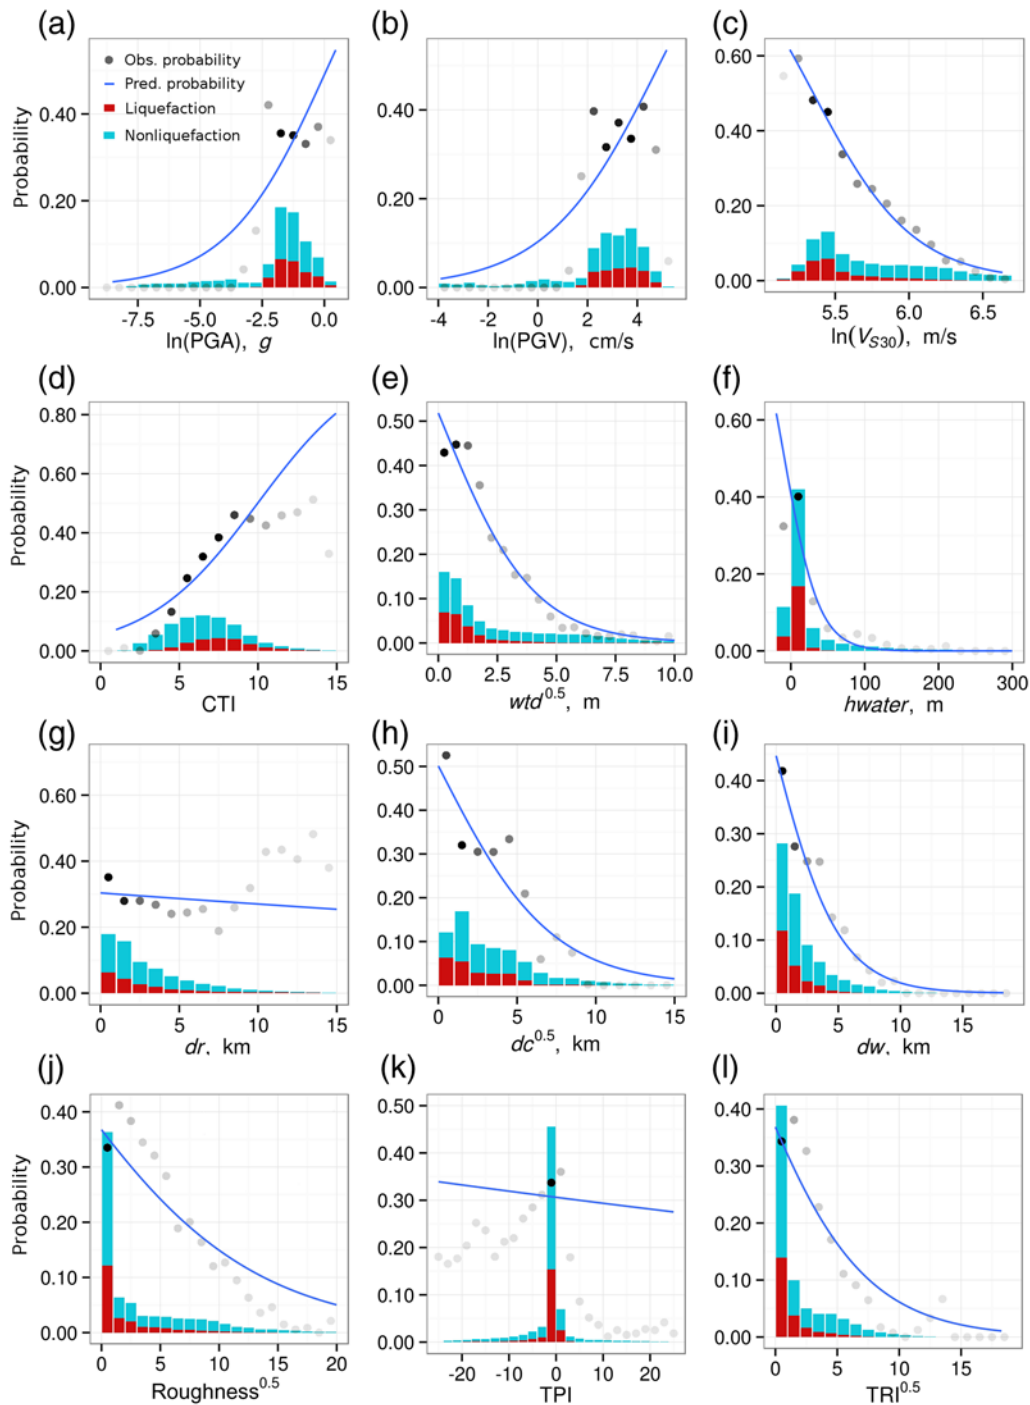 (a)
Probability
0.40
0.20
0.00
Obs. probability
Pred. probability
Liquefaction
Nonliquefaction
-7.5 -5.0 -2.5 0.0
ln(PGA), g
(b)
0.40
0.20
0.00
-4 -2 0 2 4
ln(PGV), cm/s
(c)
0.60
0.40
0.20
0.00
5.5 6.0 6.5
ln(VS30), m/s
(d)
Probability
0.80
0.60
0.40
0.20
0.00
0 5 10 15
CTI
(e)
0.50
0.40
0.30
0.20
0.10
0.00
0.0 2.5 5.0 7.5 10.0
wtd0.5, m
(f)
0.60
0.40
0.20
0.00
0 100 200 300
hwater, m
(g)
Probability
0.60
0.40
0.20
0.00
0 5 10 15
dr, km
(h)
0.50
0.40
0.30
0.20
0.10
0.00
0 5 10 15
dc0.5, km
(i)
0.40
0.30
0.20
0.10
0.00
0 5 10 15
dw, km
(j)
Probability
0.40
0.30
0.20
0.10
0.00
0 5 10 15 20
Roughness0.5
(k)
0.50
0.40
0.30
0.20
0.10
0.00
-20 -10 0 10 20
TPI
(l)
0.40
0.30
0.20
0.10
0.00
0 5 10 15
TRI0.5